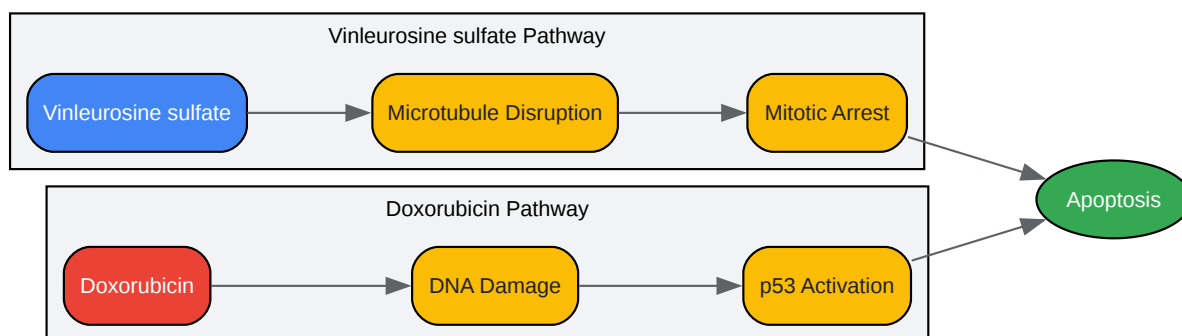 Vinleurosine sulfate Pathway
Vinleurosine sulfate
Microtubule Disruption
Mitotic Arrest
Doxorubicin Pathway
Doxorubicin
DNA Damage
p53 Activation
Apoptosis